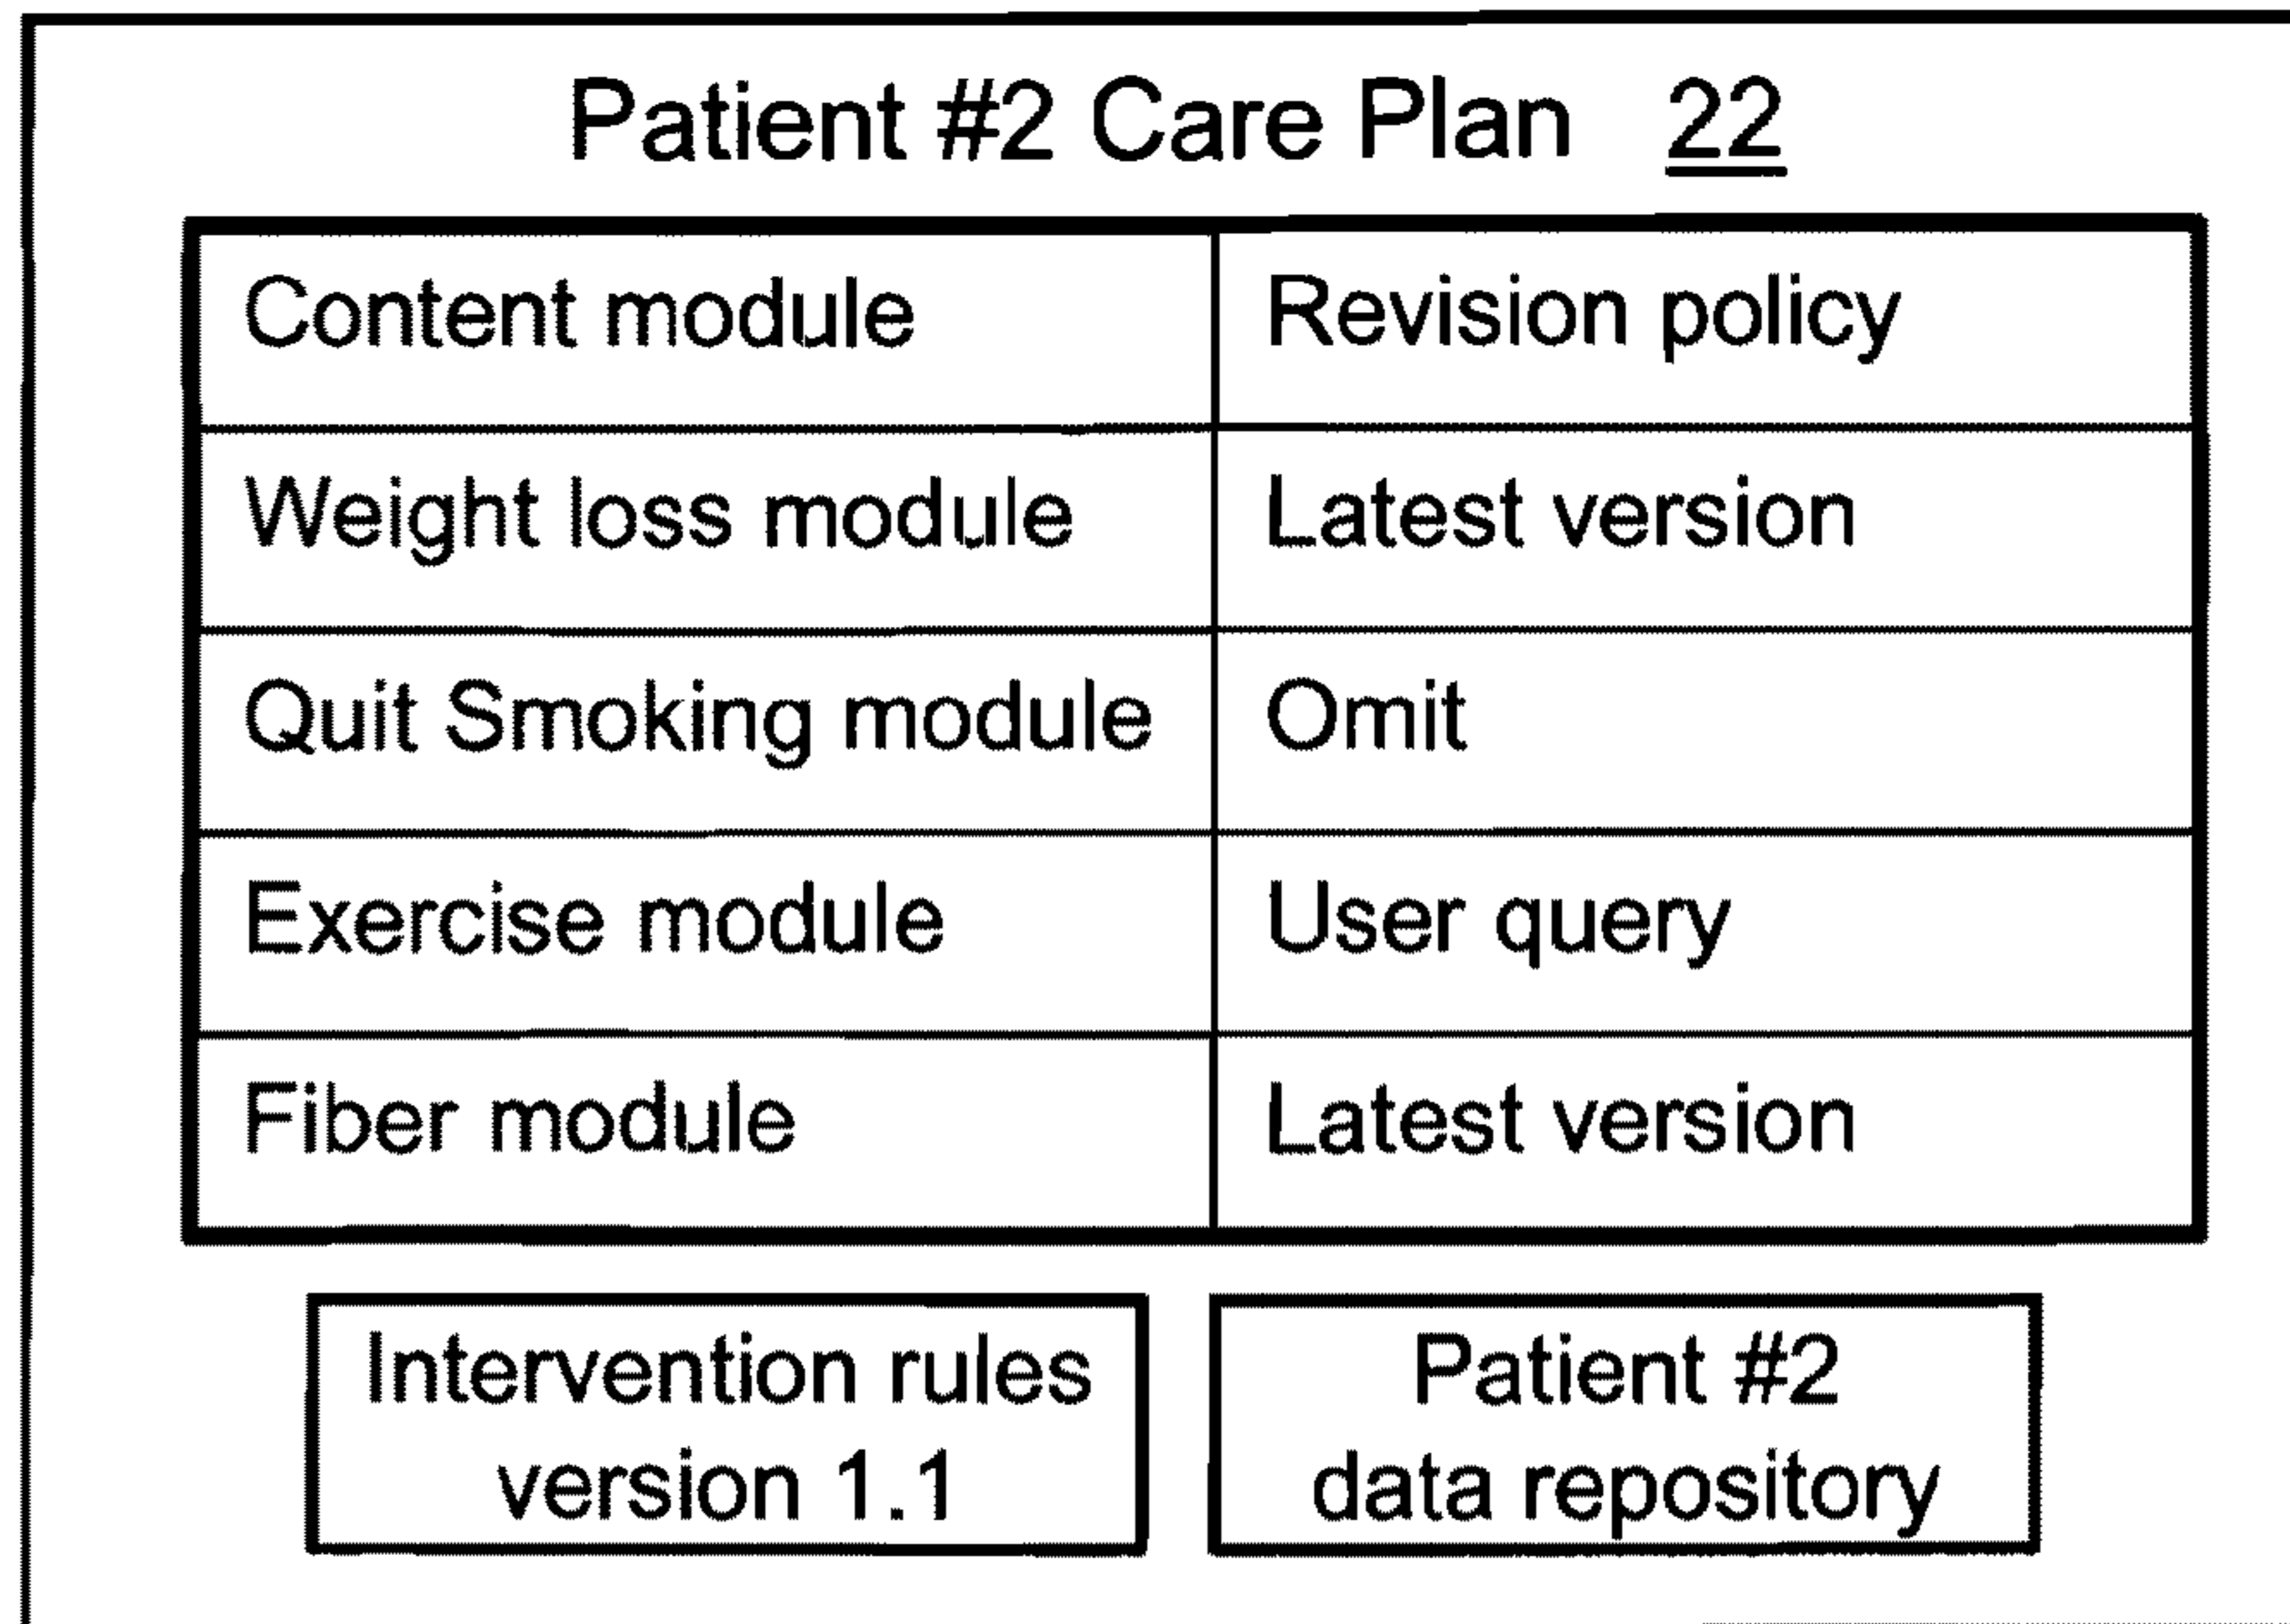 Patient #2 Care Plan 22
Content module Revision policy
Weight loss module Latest version
Quit Smoking module Omit
Exercise module User query
Fiber module Latest version
Intervention rules
version 1.1
Patient #2
data repository